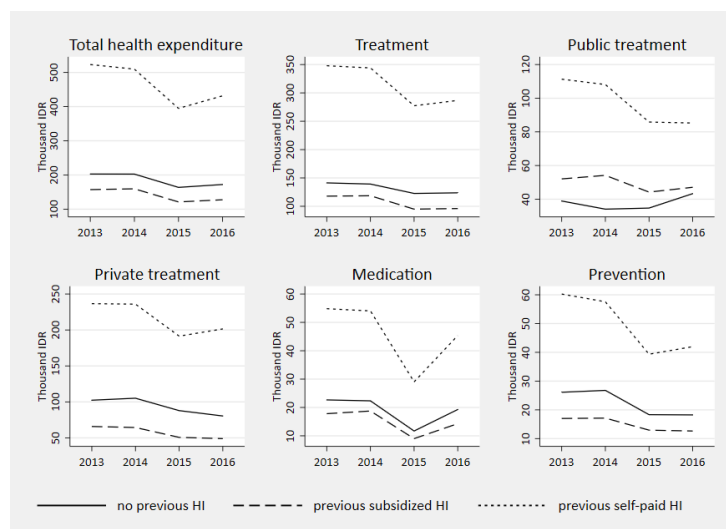 Total health expenditure
Thousand IDR
500
400
300
200
100
2013 2014 2015 2016
Treatment
Thousand IDR
350
300
250
200
150
100
2013 2014 2015 2016
Public treatment
Thousand IDR
120
100
80
60
40
2013 2014 2015 2016
Private treatment
Thousand IDR
250
200
150
100
50
2013 2014 2015 2016
Medication
Thousand IDR
60
50
40
30
20
10
2013 2014 2015 2016
Prevention
Thousand IDR
60
50
40
30
20
10
2013 2014 2015 2016
no previous HI previous subsidized HI previous self-paid HI